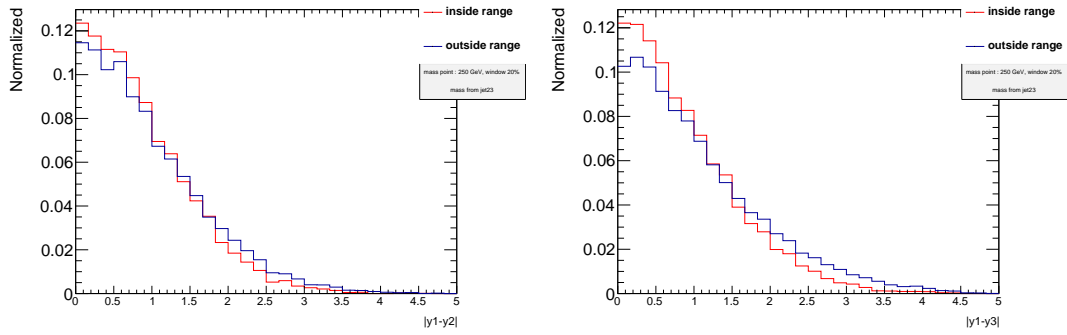 Normalized
0.12
0.1
0.08
0.06
0.04
0.02
0
0 0.5 1 1.5 2 2.5 3 3.5 4 4.5 5
|y1-y2|
inside range
outside range
mass point : 250 GeV, window 20%
mass from jet23
Normalized
0.12
0.1
0.08
0.06
0.04
0.02
0
0 0.5 1 1.5 2 2.5 3 3.5 4 4.5 5
|y1-y3|
inside range
outside range
mass point : 250 GeV, window 20%
mass from jet23